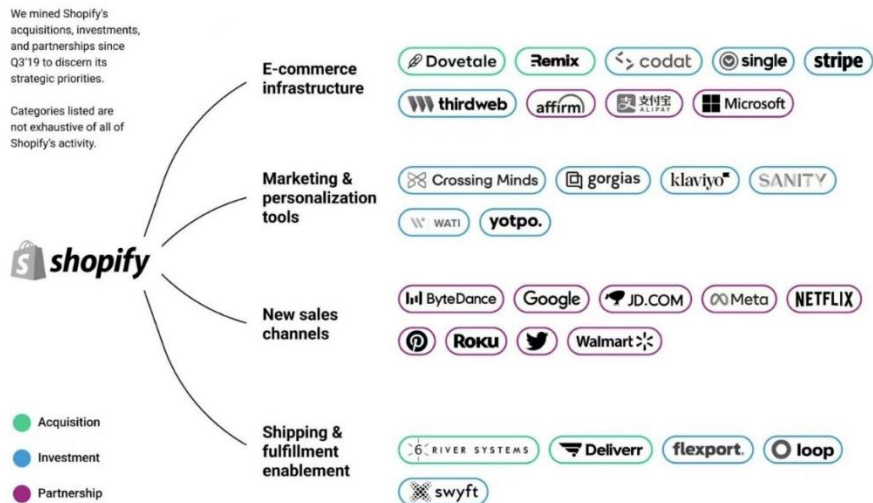 We mined Shopify's
acquisitions, investments,
and partnerships since
Q3'19 to discern its
strategic priorities.
Categories listed are
not exhaustive of all of
Shopify's activity.
shopify
E-commerce
infrastructure
Dovetale Remix codat single stripe
thirdweb affirm 支付宝 ALIPAY Microsoft
Marketing &
personalization
tools
Crossing Minds gorgias klaviyo SANITY
WATI yotpo.
New sales
channels
ByteDance Google JD.COM Meta NETFLIX
Roku Walmart
Shipping &
fulfillment
enablement
6 RIVER SYSTEMS Deliverr flexport. loop
swyft
Acquisition
Investment
Partnership